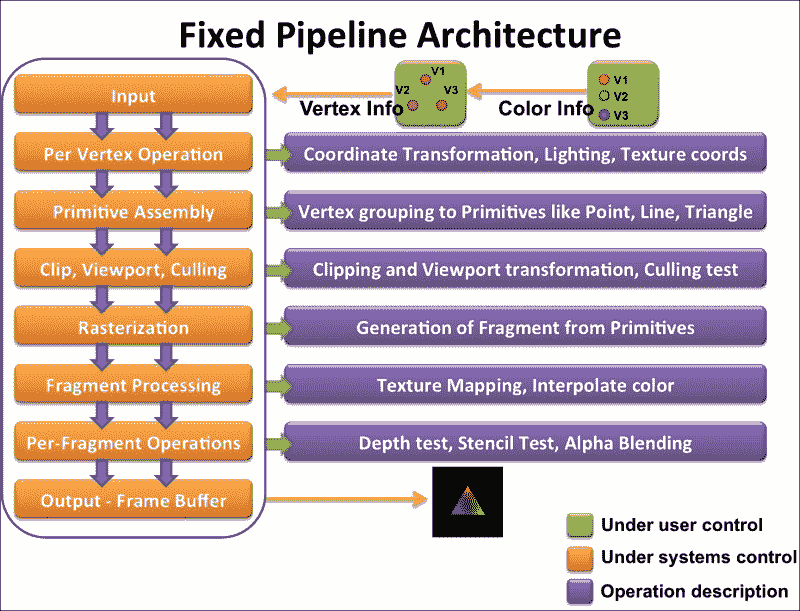 Fixed Pipeline Architecture
Input
Vertex Info
V1
V2
V3
Color Info
V1
V2
V3
Per Vertex Operation
Coordinate Transformation, Lighting, Texture coords
Primitive Assembly
Vertex grouping to Primitives like Point, Line, Triangle
Clip, Viewport, Culling
Clipping and Viewport transformation, Culling test
Rasterization
Generation of Fragment from Primitives
Fragment Processing
Texture Mapping, Interpolate color
Per-Fragment Operations
Depth test, Stencil Test, Alpha Blending
Output - Frame Buffer
Under user control
Under systems control
Operation description